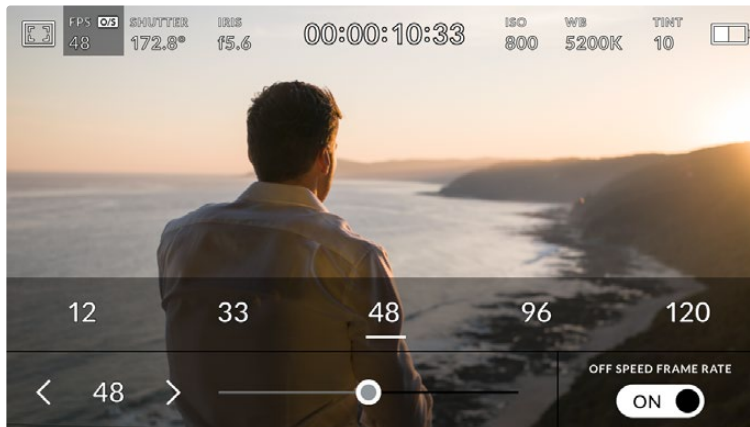 FPS O/S SHUTTER IRIS 00:00:10:33 ISO WB TINT
48 172.8° f5.6 800 5200K 10
12 33 48 96 120
OFF SPEED FRAME RATE
48 ON